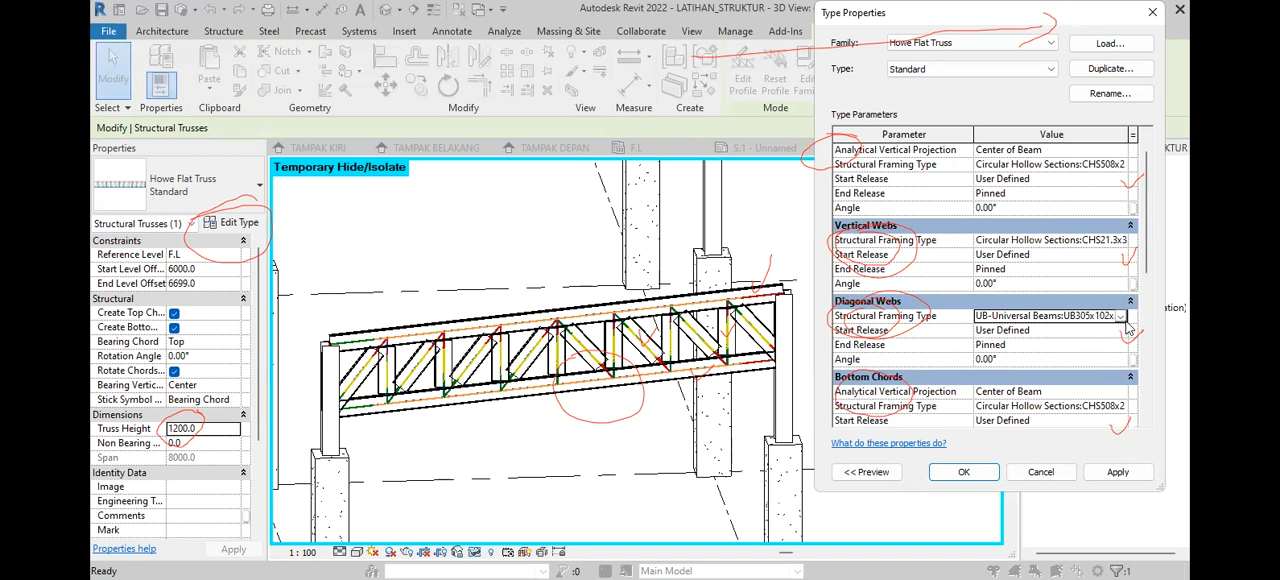 Autodesk Revit 2022 - LATIHAN_STRUKTUR - 3D View:
File Architecture Structure Steel Precast Systems Insert Annotate Analyze Massing & Site Collaborate View Manage Add-Ins
Modify
Paste
Notch
Cut
Join
Edit Profile
Reset Profile
Select Properties Clipboard Geometry Modify View Measure Create Mode
Modify | Structural Trusses
Properties
TAMPAK KIRI TAMPAK BELAKANG TAMPAK DEPAN F.L S.1 - Unnamed
Temporary Hide/Isolate
Howe Flat Truss
Standard
Structural Trusses (1) Edit Type
Constraints
Reference Level F.L
Start Level Off... 6000.0
End Level Offset 6699.0
Structural
Create Top Ch...
Create Botto...
Bearing Chord Top
Rotation Angle 0.00°
Rotate Chords...
Bearing Vertic... Center
Stick Symbol ... Bearing Chord
Dimensions
Truss Height 1200.0
Non Bearing ... 0.0
Span 8000.0
Identity Data
Image
Engineering T...
Comments
Mark
Properties help Apply
1 : 100
Ready
:0
Main Model
:1
Type Properties
Family: Howe Flat Truss Load...
Type: Standard Duplicate...
Rename...
Type Parameters
Parameter Value =
Analytical Vertical Projection Center of Beam
Structural Framing Type Circular Hollow Sections:CHS508x2
Start Release User Defined
End Release Pinned
Angle 0.00°
Vertical Webs
Structural Framing Type Circular Hollow Sections:CHS21.3x3
Start Release User Defined
End Release Pinned
Angle 0.00°
Diagonal Webs
Structural Framing Type UB-Universal Beams:UB305x102x
Start Release User Defined
End Release Pinned
Angle 0.00°
Bottom Chords
Analytical Vertical Projection Center of Beam
Structural Framing Type Circular Hollow Sections:CHS508x2
Start Release User Defined
What do these properties do?
<< Preview OK Cancel Apply